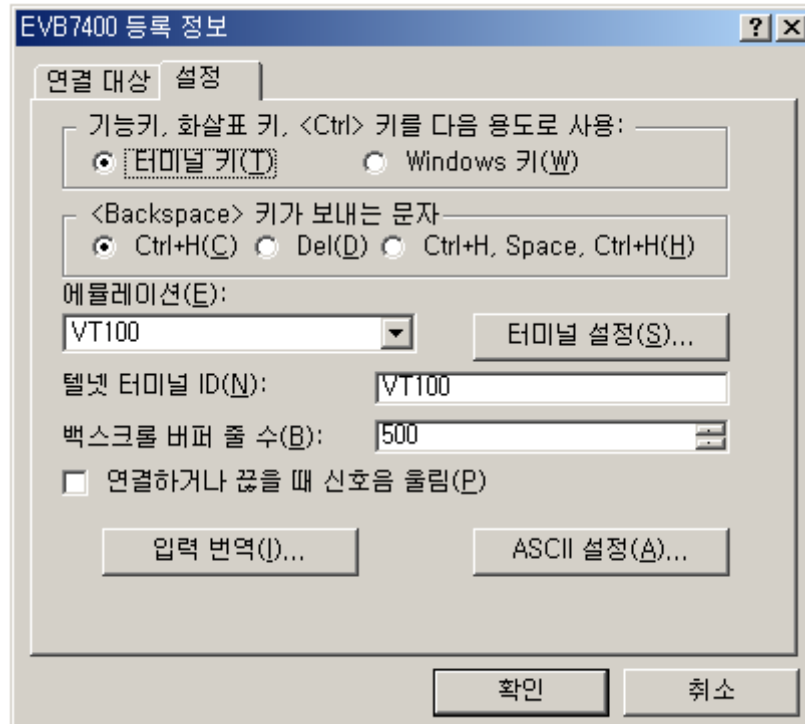 EVB7400 등록 정보
연결 대상 설정
기능키, 화살표 키, <Ctrl> 키를 다음 용도로 사용:
터미널 키(T) Windows 키(W)
<Backspace> 키가 보내는 문자
Ctrl+H(C) Del(D) Ctrl+H, Space, Ctrl+H(H)
에뮬레이션(E):
VT100 터미널 설정(S)...
텔넷 터미널 ID(N): VT100
백스크롤 버퍼 줄 수(B): 500
연결하거나 끊을 때 신호음 울림(P)
입력 번역(I)... ASCII 설정(A)...
확인 취소